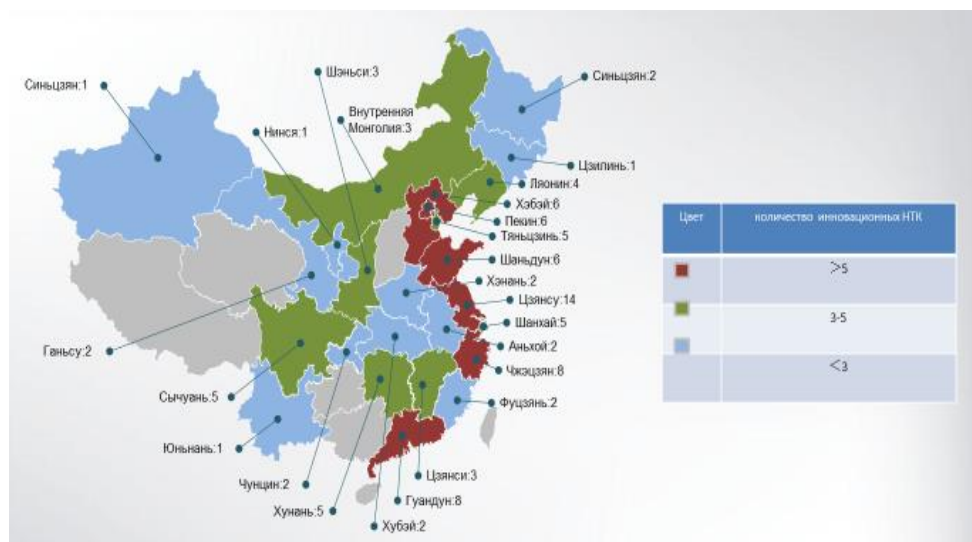 Шэньси:3
Синьцзян:1
Синьцзян:2
Внутренняя
Монголия:3
Нинся:1
Цзилинь:1
Ляонин:4
Хэбэй:6
Пекин:6
Тяньцзинь:5
Шаньдун:6
Хэнань:2
Цзянсу:14
Шанхай:5
Аньхой:2
Чжэцзян:8
Фуцзянь:2
Ганьсу:2
Сычуань:5
Юньнань:1
Чунцин:2
Хунань:5
Хубэй:2
Гуандун:8
Цзянси:3
Цвет количество инновационных НТК
>5
3-5
<3